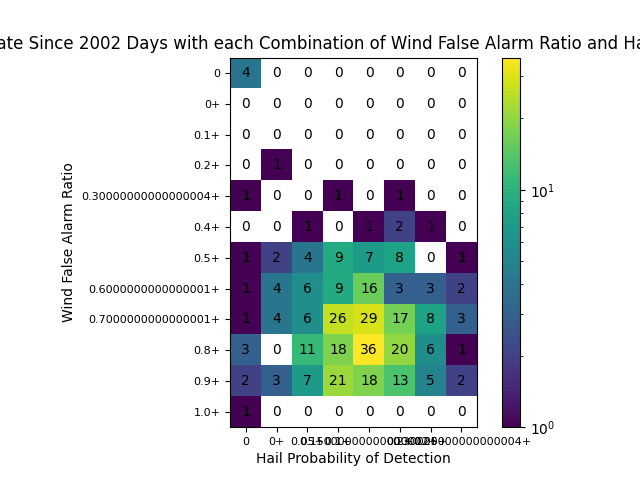 ate Since 2002 Days with each Combination of Wind False Alarm Ratio and Ha
0 4 0 0 0 0 0 0 0
0+ 0 0 0 0 0 0 0 0
0.1+ 0 0 0 0 0 0 0 0
0.2+ 0 1 0 0 0 0 0 0
0.30000000000000004+ 1 0 0 1 0 1 0 0
0.4+ 0 0 1 0 1 2 1 0
0.5+ 1 2 4 9 7 8 0 1
0.6000000000000001+ 1 4 6 9 16 3 3 2
0.7000000000000001+ 1 4 6 26 29 17 8 3
0.8+ 3 0 11 18 36 20 6 1
0.9+ 2 3 7 21 18 13 5 2
1.0+ 1 0 0 0 0 0 0 0
0 0+
Hail Probability of Detection
Wind False Alarm Ratio
10¹
10⁰